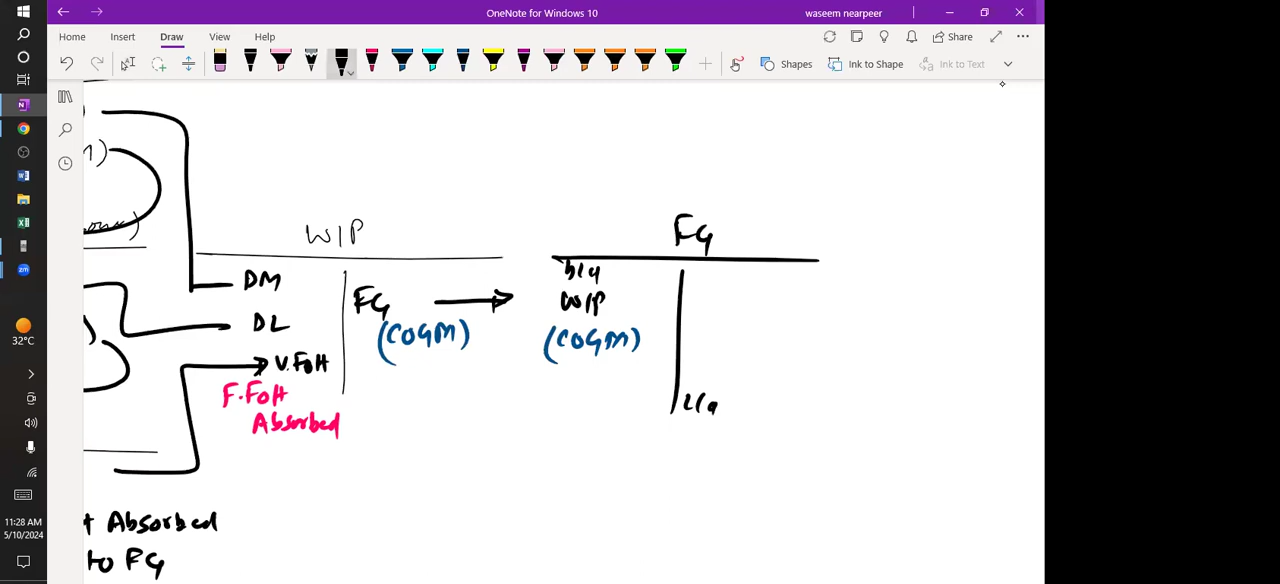 OneNote for Windows 10
waseem nearpeer
Home Insert Draw View Help
Share
Shapes Ink to Shape Ink to Text
WIP
DM
DL
V.FOH
F.FOH
Absorbed
FG
(COGM)
FG
b/d
WIP
(COGM)
c/d
Absorbed
to FG
32°C
11:28 AM
5/10/2024